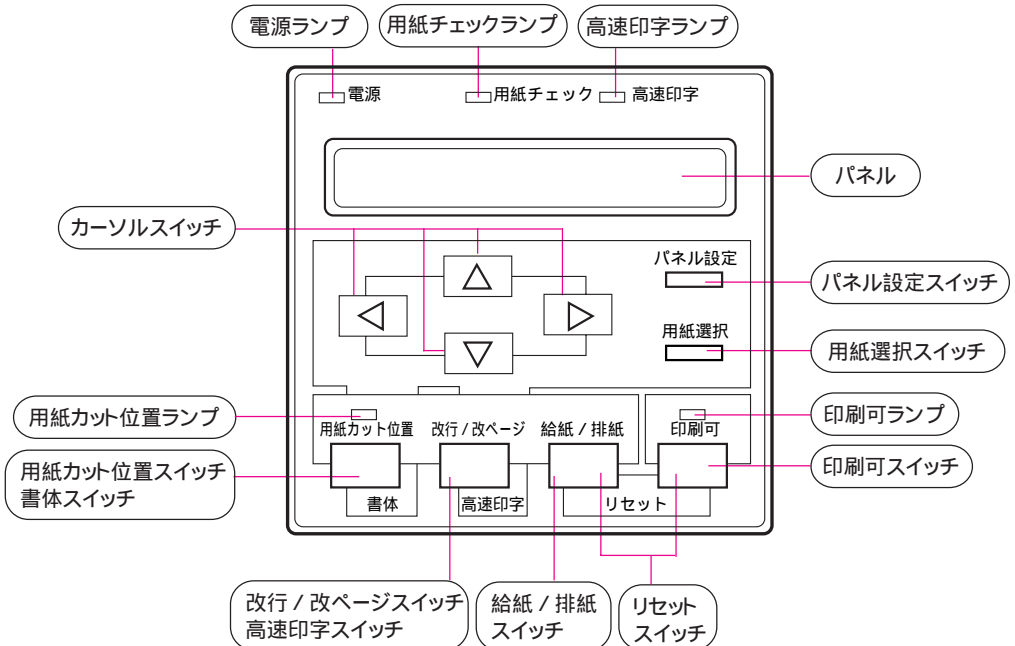 電源ランプ
用紙チェックランプ
高速印字ランプ
電源
用紙チェック
高速印字
パネル
カーソルスイッチ
パネル設定
パネル設定スイッチ
用紙選択
用紙選択スイッチ
用紙カット位置ランプ
印刷可ランプ
用紙カット位置
改行 / 改ページ
給紙 / 排紙
印刷可
用紙カット位置スイッチ
書体スイッチ
印刷可スイッチ
書体
高速印字
リセット
改行 / 改ページスイッチ
高速印字スイッチ
給紙 / 排紙
スイッチ
リセット
スイッチ